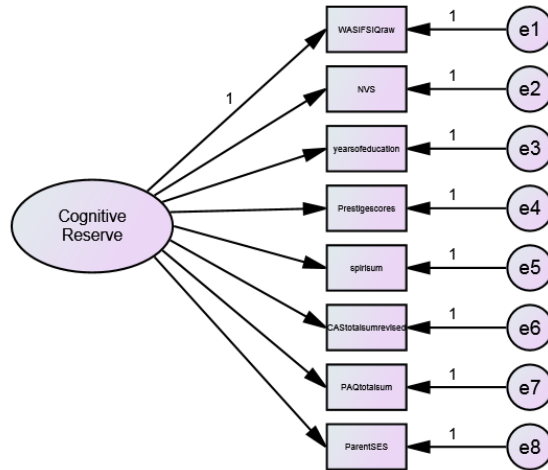 WASIFSIQraw
1
e1
1
NVS
1
e2
yearsofeducation
1
e3
Cognitive
Reserve
Prestigescores
1
e4
spirisum
1
e5
CAStotalsumrevised
1
e6
PAQtotalsum
1
e7
ParentSES
1
e8